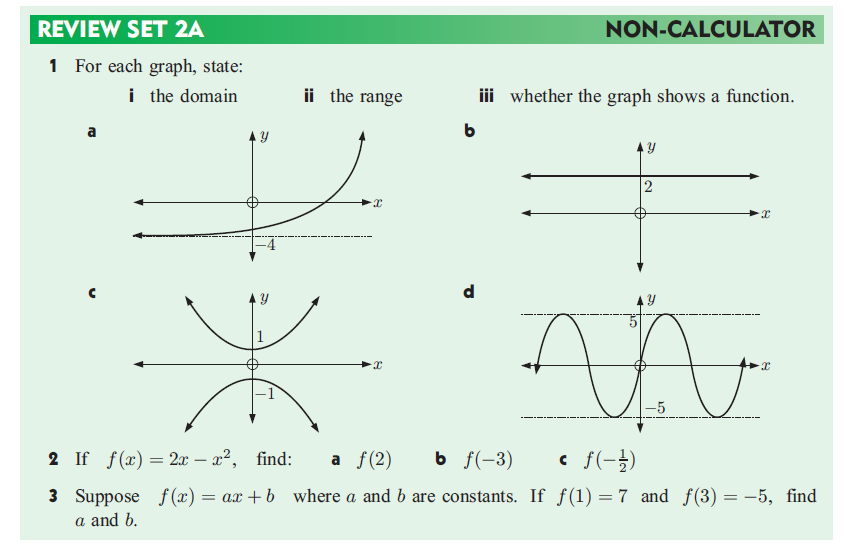 REVIEW SET 2A NON-CALCULATOR
1 For each graph, state:
i the domain ii the range iii whether the graph shows a function.
a b
y y
2
x x
-4
c d
y y
1 5
x x
-1 -5
2 If f(x) = 2x − x², find: a f(2) b f(−3) c f(−½)
3 Suppose f(x) = ax + b where a and b are constants. If f(1) = 7 and f(3) = −5, find
a and b.